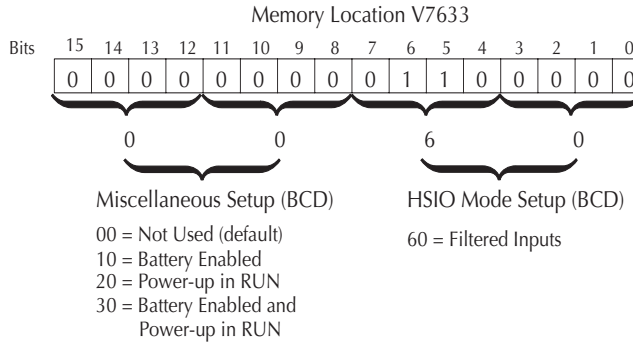 Memory Location V7633
Bits 15 14 13 12 11 10 9 8 7 6 5 4 3 2 1 0
0 0 0 0 0 0 0 0 0 1 1 0 0 0 0 0
0 0 6 0
Miscellaneous Setup (BCD)
00 = Not Used (default)
10 = Battery Enabled
20 = Power-up in RUN
30 = Battery Enabled and
Power-up in RUN
HSIO Mode Setup (BCD)
60 = Filtered Inputs